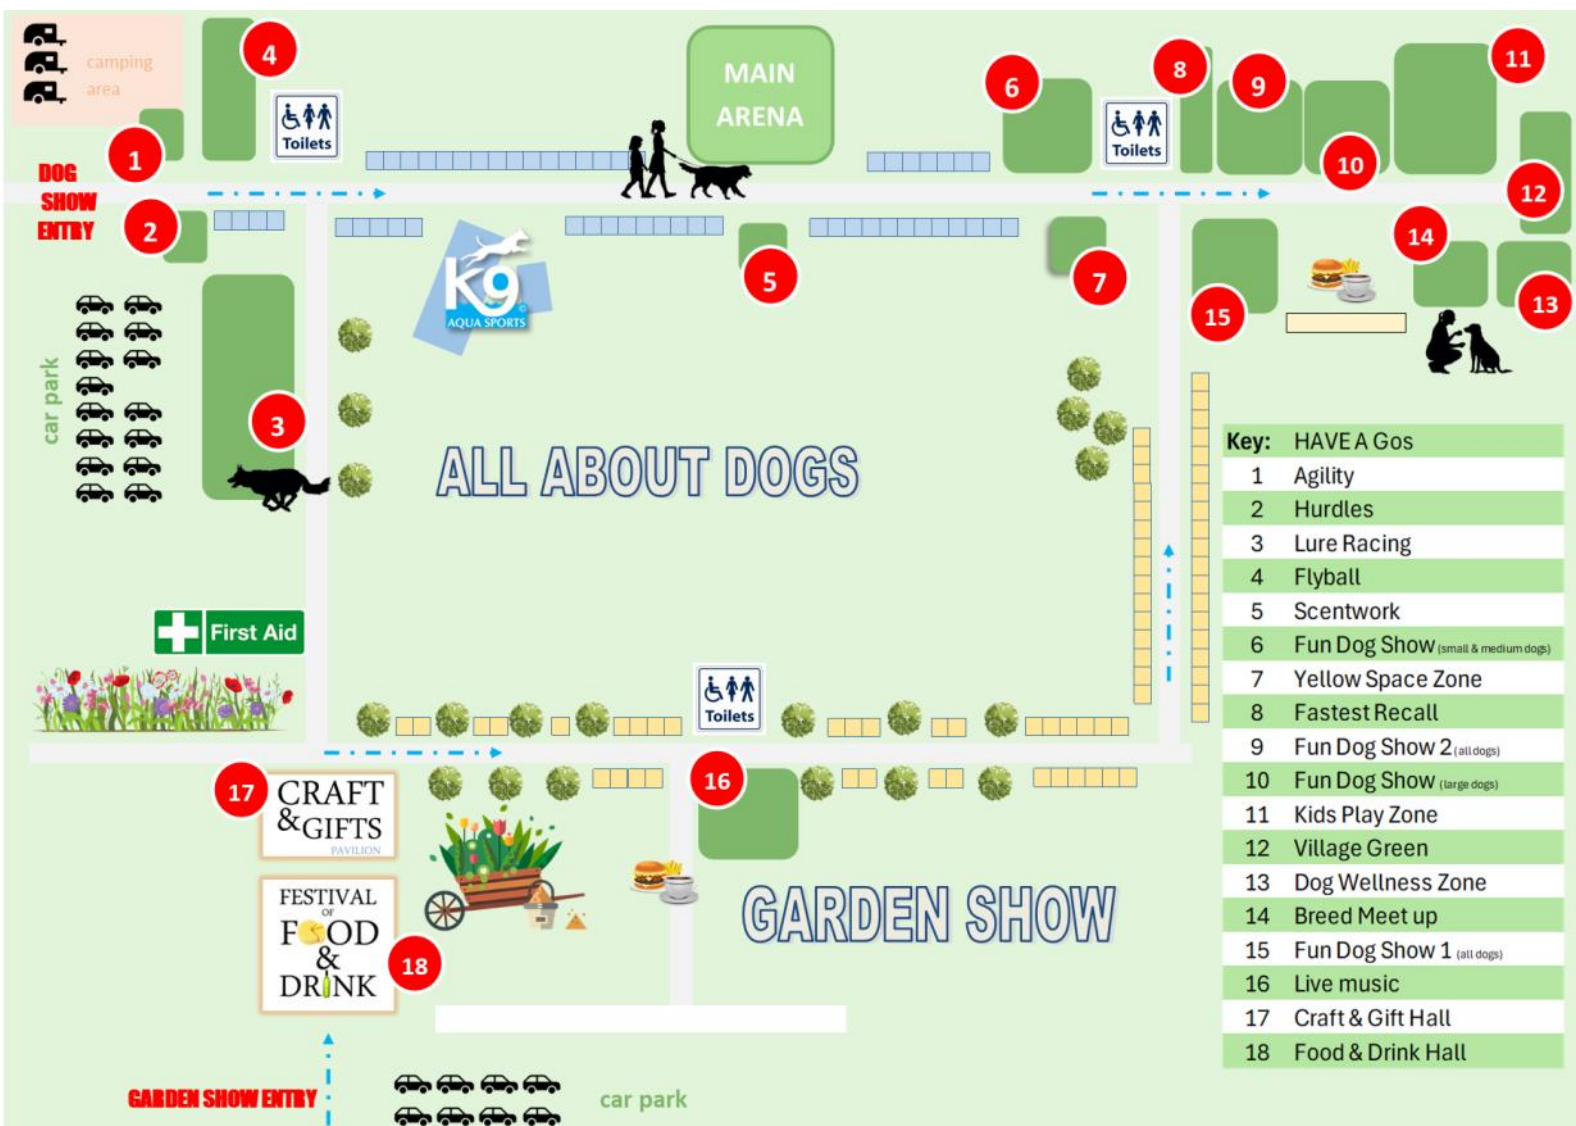 camping
area
4
1
Toilets
MAIN
ARENA
6
Toilets
8
9
10
11
12
DOG
SHOW
ENTRY
2
K9
AQUA SPORTS
5
7
15
14
13
car park
3
ALL ABOUT DOGS
First Aid
Toilets
17
CRAFT
& GIFTS
PAVILION
16
FESTIVAL
OF
FOOD
&
DRINK
18
GARDEN SHOW
GARDEN SHOW ENTRY
car park
Key: HAVE A Gos
1 Agility
2 Hurdles
3 Lure Racing
4 Flyball
5 Scentwork
6 Fun Dog Show (small & medium dogs)
7 Yellow Space Zone
8 Fastest Recall
9 Fun Dog Show 2 (all dogs)
10 Fun Dog Show (large dogs)
11 Kids Play Zone
12 Village Green
13 Dog Wellness Zone
14 Breed Meet up
15 Fun Dog Show 1 (all dogs)
16 Live music
17 Craft & Gift Hall
18 Food & Drink Hall